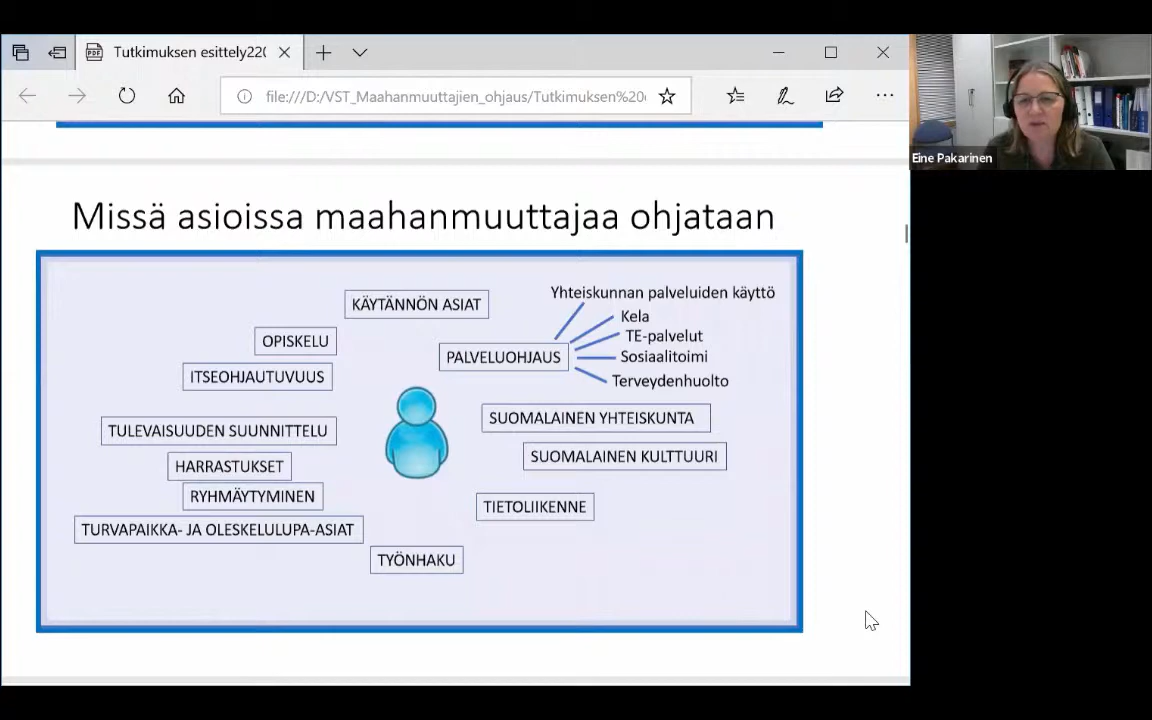 Tutkimuksen esittely220
file:///D:/VST_Maahanmuuttajien_ohjaus/Tutkimuksen%20
Eine Pakarinen
Missä asioissa maahanmuuttajaa ohjataan
KÄYTÄNNÖN ASIAT
Yhteiskunnan palveluiden käyttö
Kela
TE-palvelut
Sosiaalitoimi
Terveydenhuolto
OPISKELU
PALVELUOHJAUS
ITSEOHJAUTUVUUS
TULEVAISUUDEN SUUNNITTELU
SUOMALAINEN YHTEISKUNTA
HARRASTUKSET
SUOMALAINEN KULTTUURI
RYHMÄYTYMINEN
TIETOLIIKENNE
TURVAPAIKKA- JA OLESKELULUPA-ASIAT
TYÖNHAKU